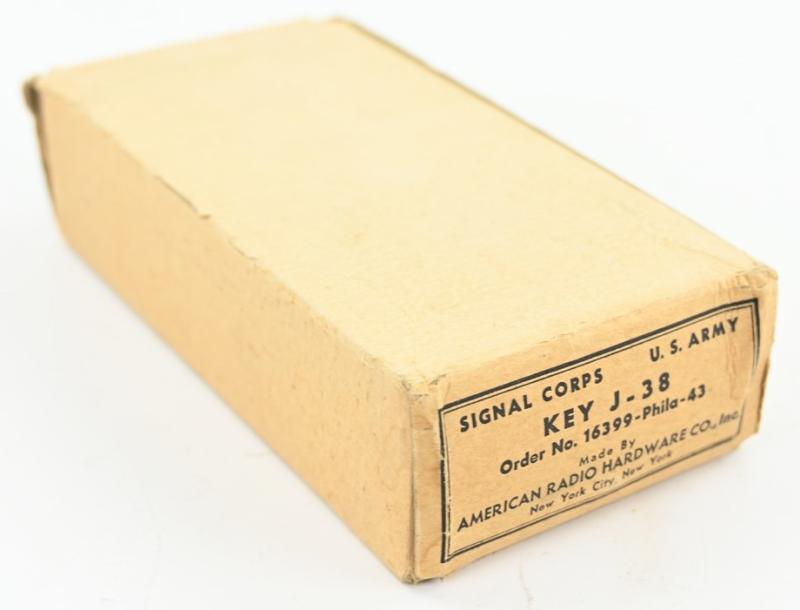 SIGNAL CORPS U. S. ARMY
KEY J-38
Order No. 16399-Phila-43
Made By
AMERICAN RADIO HARDWARE CO., Inc.
New York City, New York